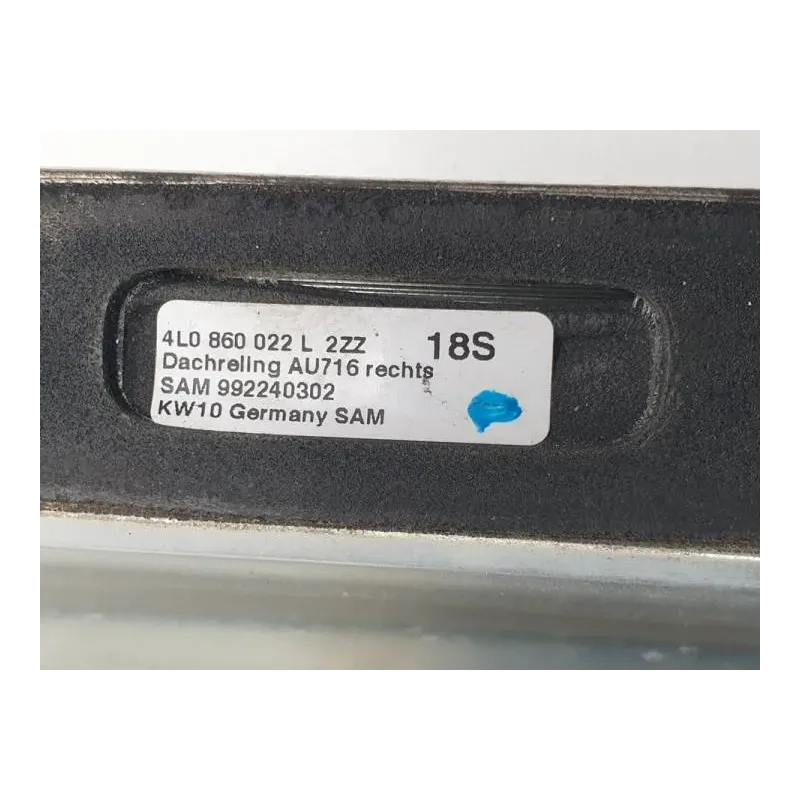 4L0 860 022 L 2ZZ 18S
Dachreling AU716 rechts
SAM 992240302
KW10 Germany SAM